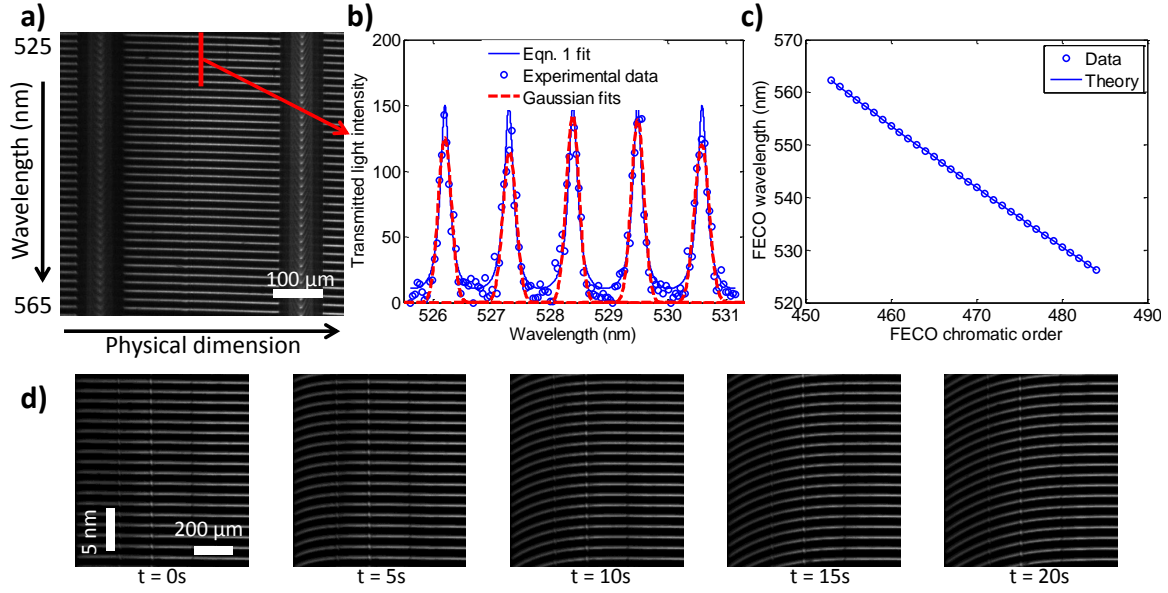 a)
525
Wavelength (nm)
565
100 µm
Physical dimension
b)
200
150
100
50
0
Transmitted light intensity
Eqn. 1 fit
Experimental data
Gaussian fits
526
527
528
529
530
531
Wavelength (nm)
c)
570
560
550
540
530
520
FECO wavelength (nm)
Data
Theory
450
460
470
480
490
FECO chromatic order
d)
5 nm
200 µm
t = 0s
t = 5s
t = 10s
t = 15s
t = 20s